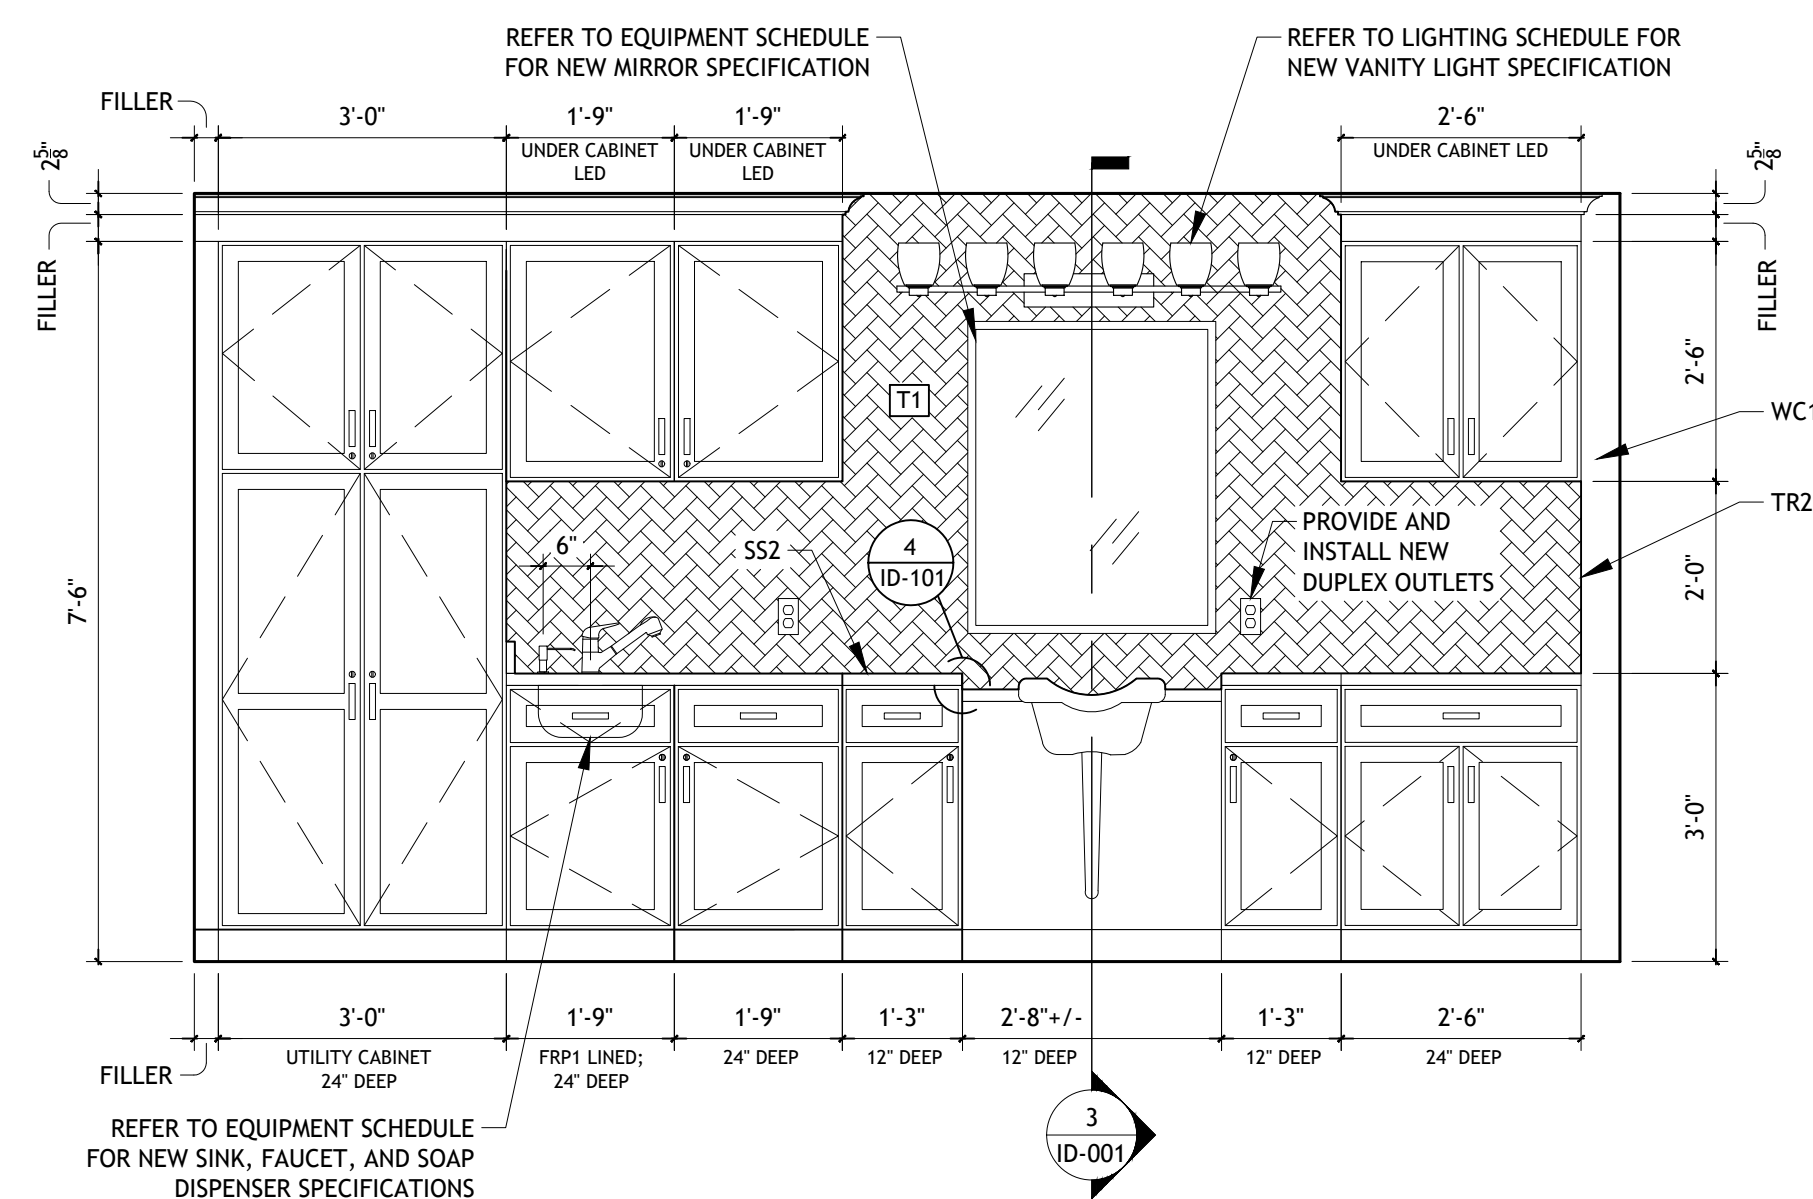 REFER TO EQUIPMENT SCHEDULE
FOR NEW MIRROR SPECIFICATION
REFER TO LIGHTING SCHEDULE FOR
NEW VANITY LIGHT SPECIFICATION
FILLER
3'-0"
1'-9"
1'-9"
2'-6"
UNDER CABINET
LED
UNDER CABINET
LED
UNDER CABINET LED
2 5/8"
2 5/8"
FILLER
FILLER
T1
2'-6"
WC1
TR2
PROVIDE AND
INSTALL NEW
DUPLEX OUTLETS
6"
SS2
4
ID-101
7'-6"
2'-0"
3'-0"
3'-0"
1'-9"
1'-9"
1'-3"
2'-8"+/-
1'-3"
2'-6"
UTILITY CABINET
24" DEEP
FRP1 LINED;
24" DEEP
24" DEEP
12" DEEP
12" DEEP
12" DEEP
24" DEEP
FILLER
REFER TO EQUIPMENT SCHEDULE
FOR NEW SINK, FAUCET, AND SOAP
DISPENSER SPECIFICATIONS
3
ID-001